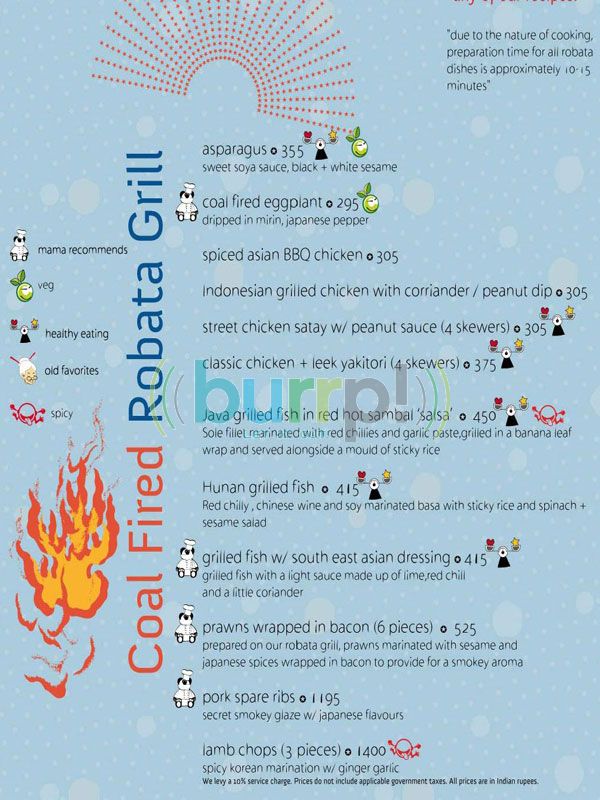 "due to the nature of cooking,
preparation time for all robata
dishes is approximately 10-15
minutes"
Coal Fired Robata Grill
mama recommends
veg
healthy eating
old favorites
spicy
asparagus 355
sweet soya sauce, black + white sesame
coal fired eggplant 295
dripped in mirin, japanese pepper
spiced asian BBQ chicken 305
Indonesian grilled chicken with corriander / peanut dip 305
street chicken satay w/ peanut sauce (4 skewers) 305
classic chicken + leek yakitori (4 skewers) 375
burrp!
Java grilled fish in red hot sambal 'salsa' 450
Sole fillet marinated with red chillies and garlic paste,grilled in a banana leaf
wrap and served alongside a mould of sticky rice
Hunan grilled fish 415
Red chilly , chinese wine and soy marinated basa with sticky rice and spinach +
sesame salad
grilled fish w/ south east asian dressing 415
grilled fish with a light sauce made up of lime,red chill
and a little coriander
prawns wrapped in bacon (6 pieces) 525
prepared on our robata grill, prawns marinated with sesame and
japanese spices wrapped in bacon to provide for a smokey aroma
pork spare ribs 1195
secret smokey glaze w/ japanese flavours
lamb chops (3 pieces) 1400
spicy korean marination w/ ginger garlic
We levy a 10% service charge. Prices do not include applicable government taxes. All prices are in Indian rupees.